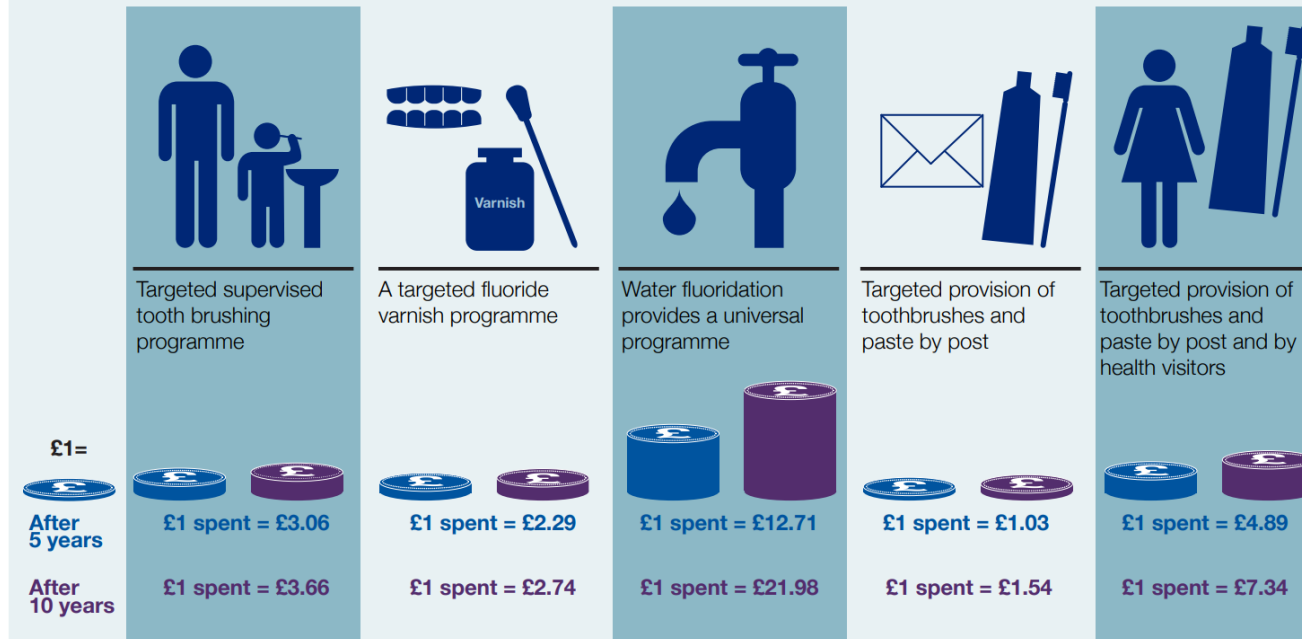 Varnish
Targeted supervised
tooth brushing
programme
A targeted fluoride
varnish programme
Water fluoridation
provides a universal
programme
Targeted provision of
toothbrushes and
paste by post
Targeted provision of
toothbrushes and
paste by post and by
health visitors
£1=
£
£
£
£
£
£
£
£
£
£
£
After
5 years
£1 spent = £3.06
£1 spent = £2.29
£1 spent = £12.71
£1 spent = £1.03
£1 spent = £4.89
After
10 years
£1 spent = £3.66
£1 spent = £2.74
£1 spent = £21.98
£1 spent = £1.54
£1 spent = £7.34